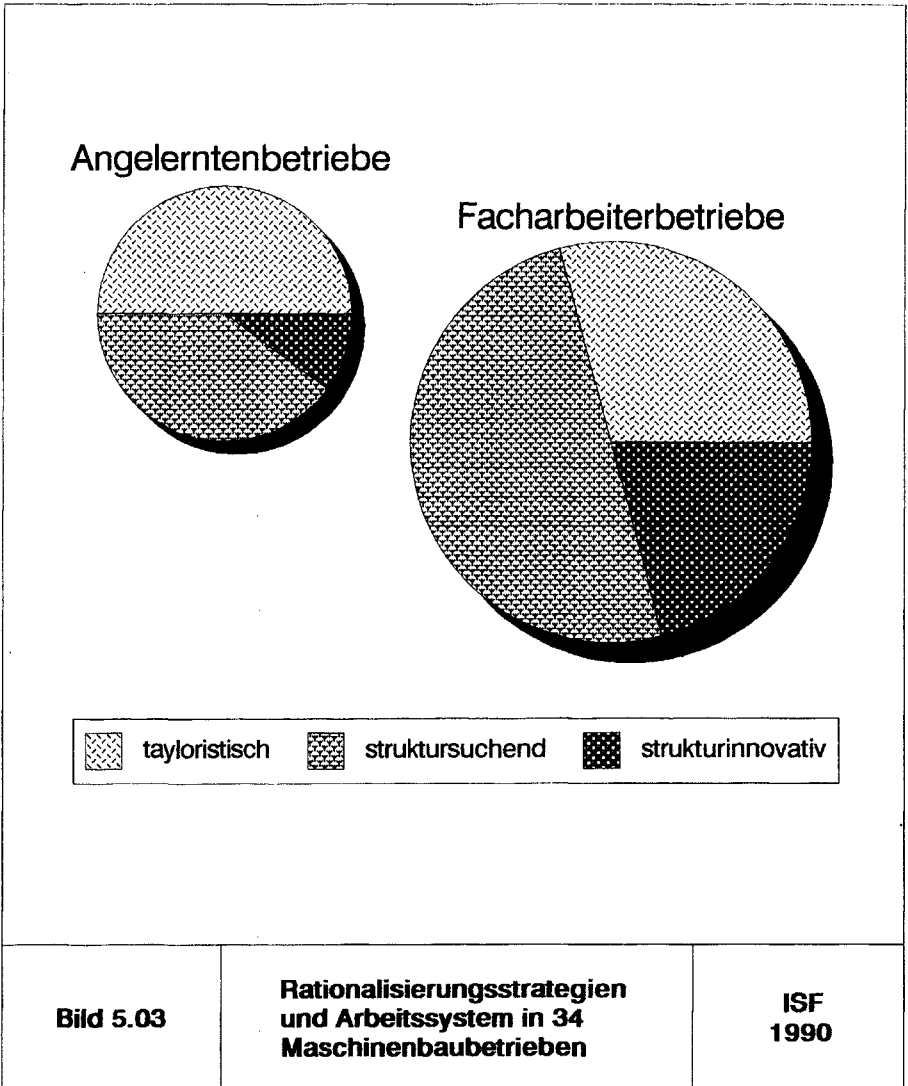 Angelerntenbetriebe
Facharbeiterbetriebe
tayloristisch
struktursuchend
strukturinnovativ
Bild 5.03
Rationalisierungsstrategien
und Arbeitssystem in 34
Maschinenbaubetrieben
ISF
1990